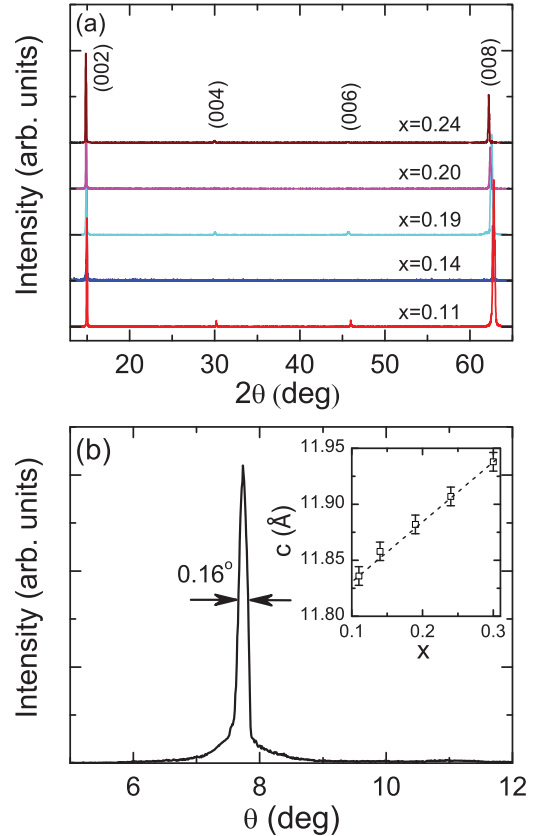 (a)
(002)
(004)
(006)
(008)
x=0.24
x=0.20
x=0.19
x=0.14
x=0.11
Intensity (arb. units)
20 30 40 50 60
2θ (deg)
(b)
0.16°
11.95
11.90
11.85
11.80
c (Å)
0.1 0.2 0.3
x
Intensity (arb. units)
6 8 10 12
θ (deg)